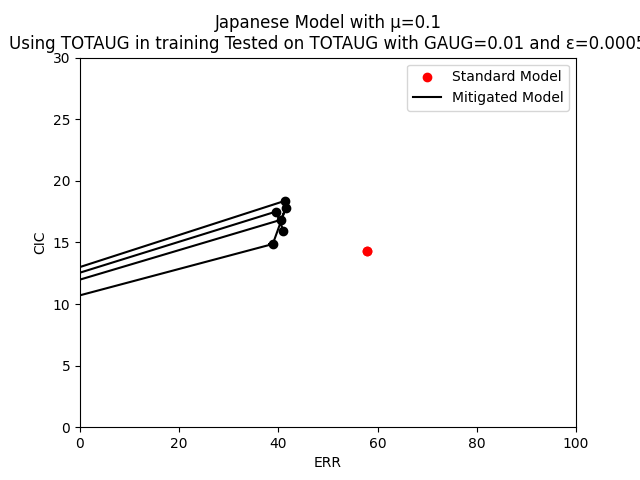 Japanese Model with μ=0.1
Using TOTAUG in training Tested on TOTAUG with GAUG=0.01 and ε=0.0005
Standard Model
Mitigated Model
30
25
20
15
10
5
0
CIC
0 20 40 60 80 100
ERR